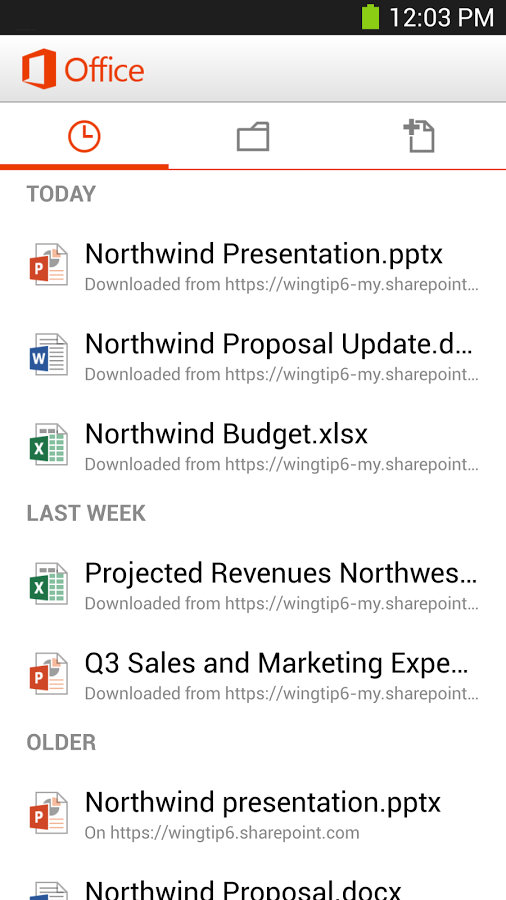 12:03 PM
Office
TODAY
Northwind Presentation.pptx
Downloaded from https://wingtip6-my.sharepoint...
Northwind Proposal Update.d...
Downloaded from https://wingtip6-my.sharepoint...
Northwind Budget.xlsx
Downloaded from https://wingtip6-my.sharepoint...
LAST WEEK
Projected Revenues Northwes...
Downloaded from https://wingtip6-my.sharepoint...
Q3 Sales and Marketing Expe...
Downloaded from https://wingtip6-my.sharepoint...
OLDER
Northwind presentation.pptx
On https://wingtip6.sharepoint.com
Northwind Proposal.docx